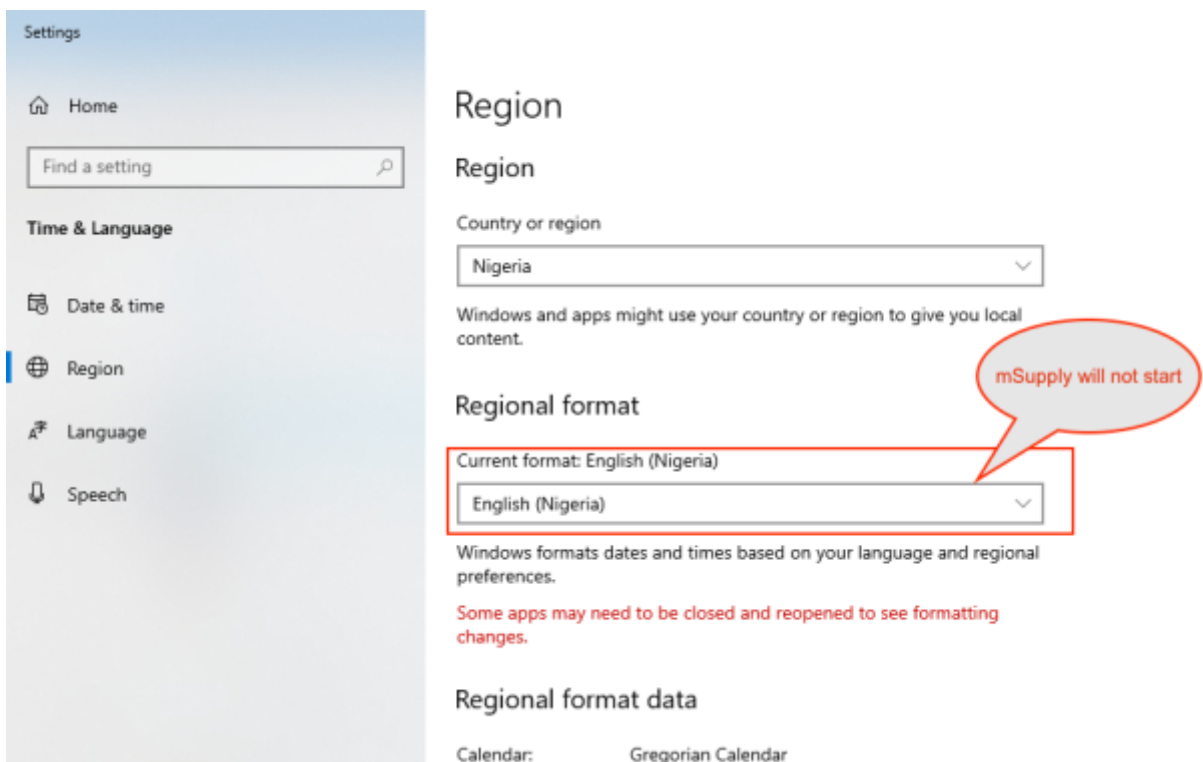 Settings
Home
Find a setting
Time & Language
Date & time
Region
Language
Speech
Region
Region
Country or region
Nigeria
Windows and apps might use your country or region to give you local
content.
mSupply will not start
Regional format
Current format: English (Nigeria)
English (Nigeria)
Windows formats dates and times based on your language and regional
preferences.
Some apps may need to be closed and reopened to see formatting
changes.
Regional format data
Calendar: Gregorian Calendar